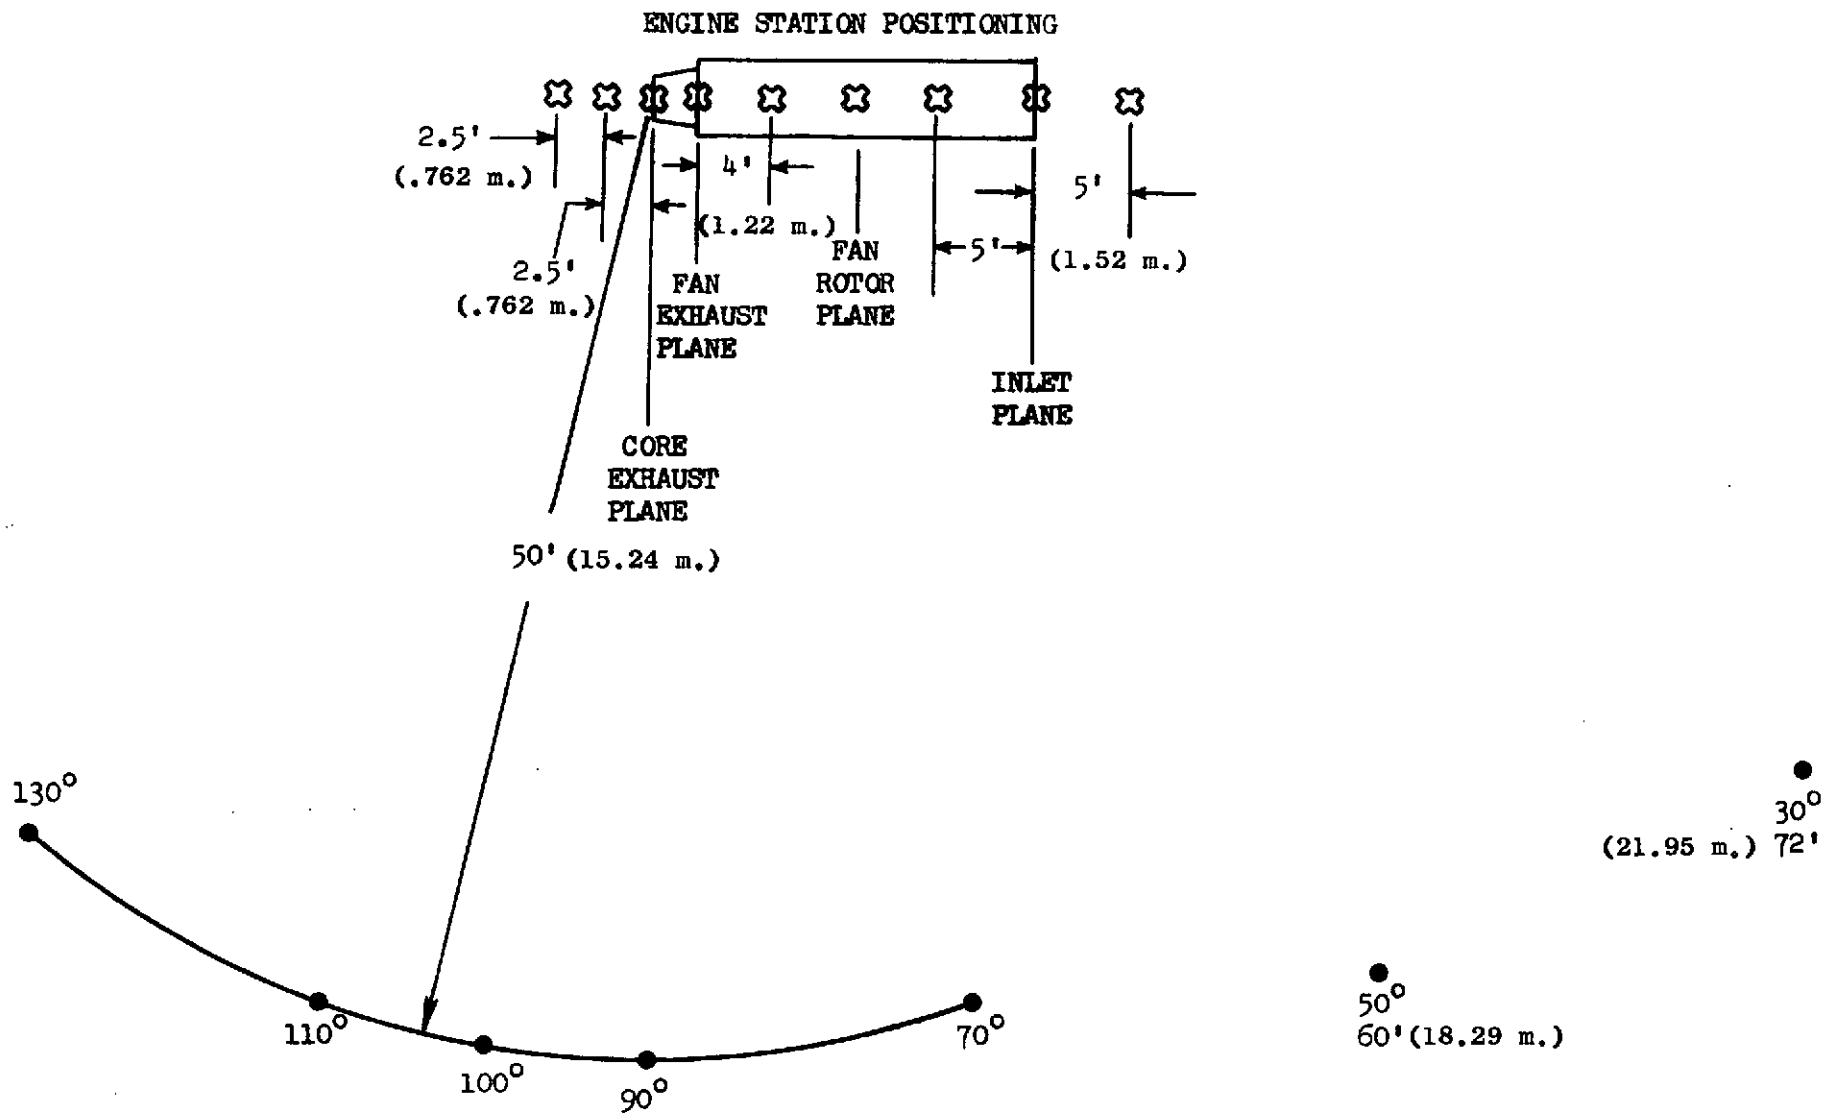 ENGINE STATION POSITIONING
2.5'
(.762 m.)
2.5'
(.762 m.)
4'
(1.22 m.)
5'
5'
(1.52 m.)
FAN
EXHAUST
PLANE
FAN
ROTOR
PLANE
INLET
PLANE
CORE
EXHAUST
PLANE
50' (15.24 m.)
130°
110°
100°
90°
70°
50°
60' (18.29 m.)
30°
(21.95 m.) 72'